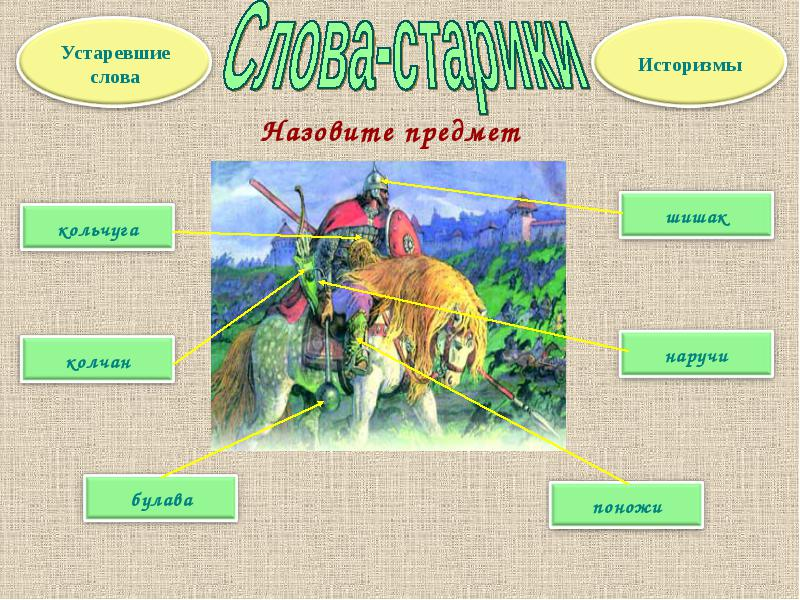 Устаревшие
слова
Слова-старики
Историзмы
Назовите предмет
кольчуга
шишак
колчан
наручи
булава
поножи